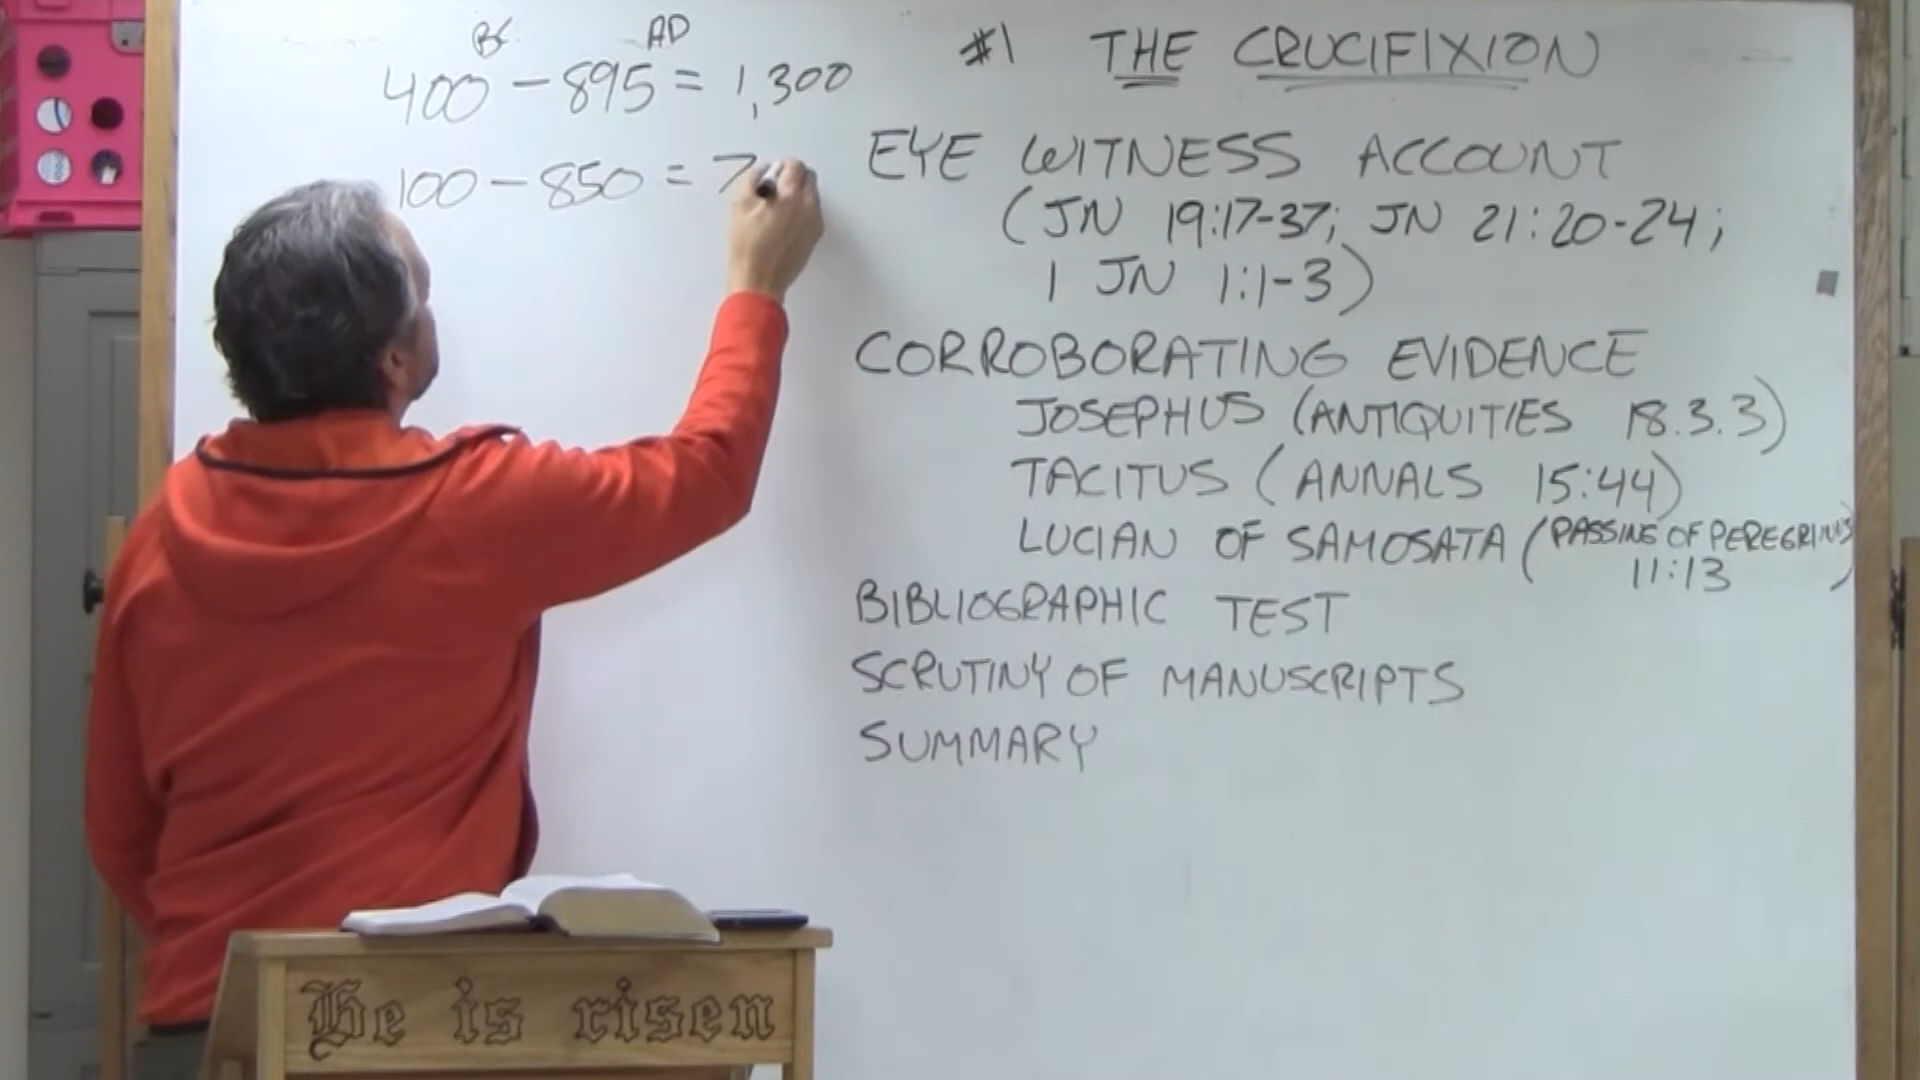 BC AD
400 - 895 = 1,300
100 - 850 = 7
#1 THE CRUCIFIXION
EYE WITNESS ACCOUNT
(JN 19:17-37; JN 21:20-24;
1 JN 1:1-3)
CORROBORATING EVIDENCE
JOSEPHUS (ANTIQUITIES 18.3.3)
TACITUS (ANNALS 15:44)
LUCIAN OF SAMOSATA (PASSING OF PEREGRINUS
11:13)
BIBLIOGRAPHIC TEST
SCRUTINY OF MANUSCRIPTS
SUMMARY
He is risen